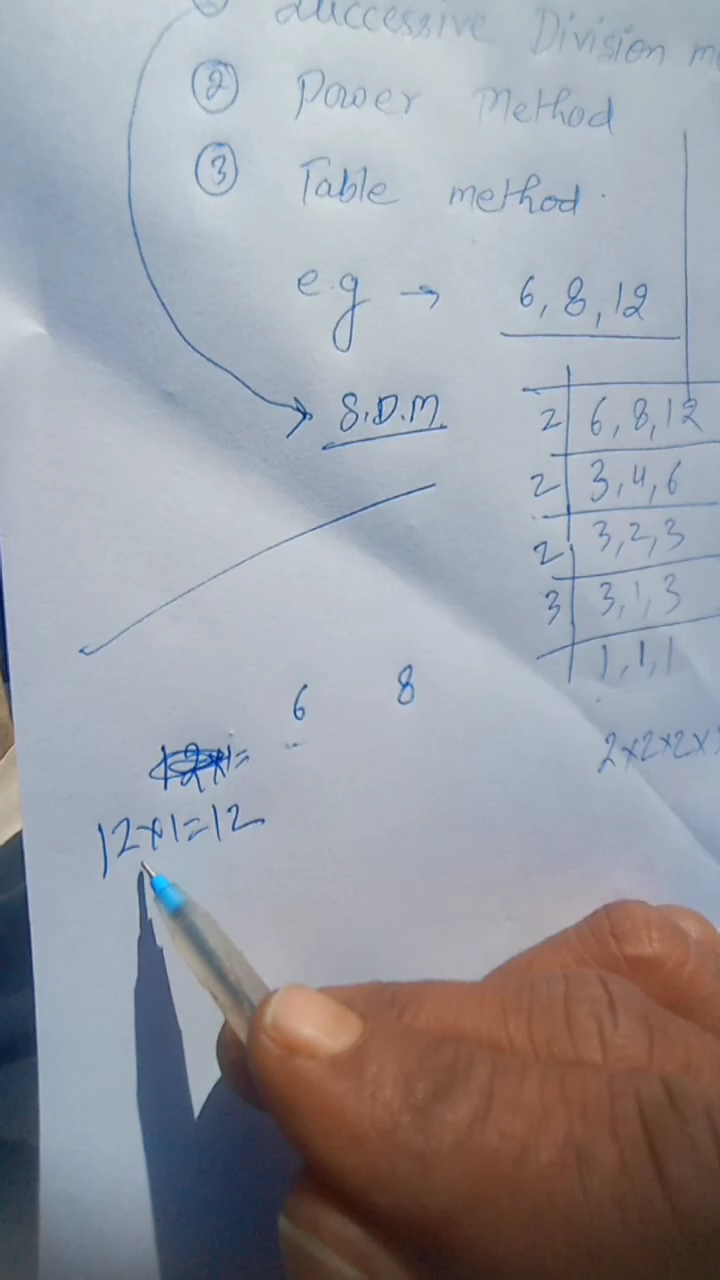 Successive Division
② Power Method
③ Table method.
e.g → 6, 8, 12
S.D.M.
2 | 6, 8, 12
2 | 3, 4, 6
2 | 3, 2, 3
3 | 3, 1, 3
1, 1, 1
6 8
2×2×2×
12×1=12